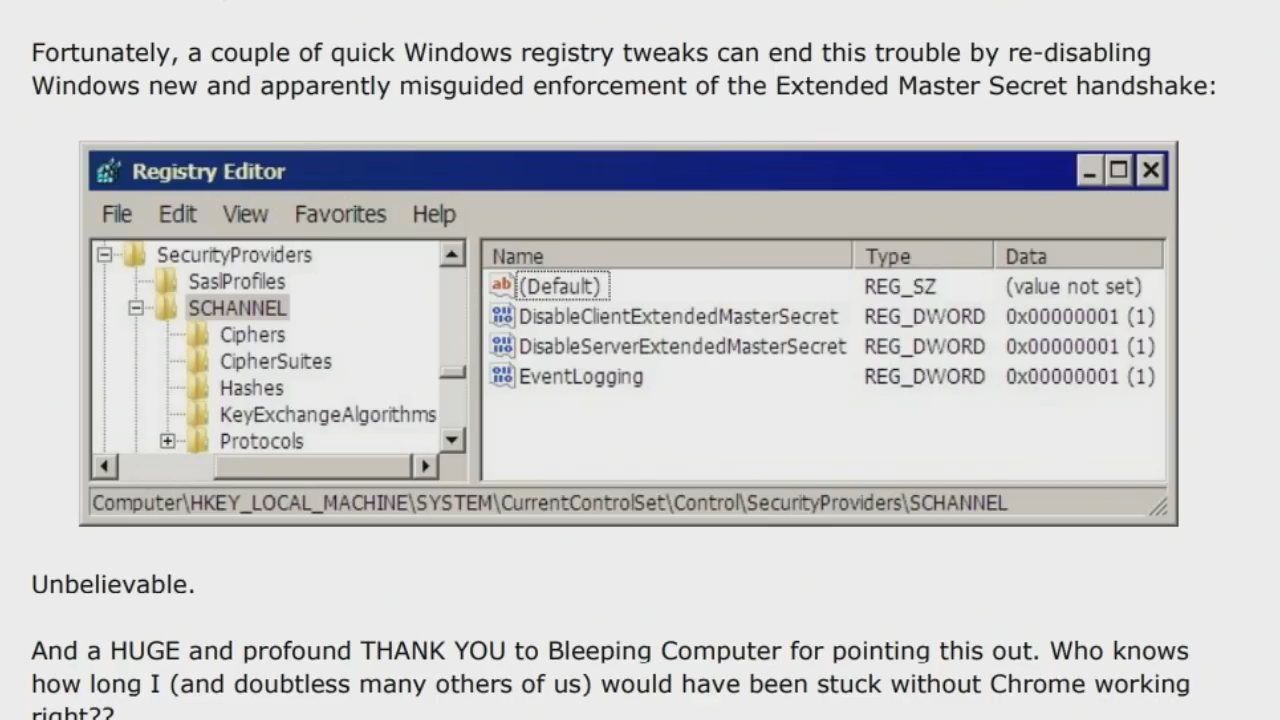 Fortunately, a couple of quick Windows registry tweaks can end this trouble by re-disabling
Windows new and apparently misguided enforcement of the Extended Master Secret handshake:
Registry Editor
File Edit View Favorites Help
SecurityProviders
SaslProfiles
SCHANNEL
Ciphers
CipherSuites
Hashes
KeyExchangeAlgorithms
Protocols
Name Type Data
(Default) REG_SZ (value not set)
DisableClientExtendedMasterSecret REG_DWORD 0x00000001 (1)
DisableServerExtendedMasterSecret REG_DWORD 0x00000001 (1)
EventLogging REG_DWORD 0x00000001 (1)
Computer\HKEY_LOCAL_MACHINE\SYSTEM\CurrentControlSet\Control\SecurityProviders\SCHANNEL
Unbelievable.
And a HUGE and profound THANK YOU to Bleeping Computer for pointing this out. Who knows
how long I (and doubtless many others of us) would have been stuck without Chrome working
right??